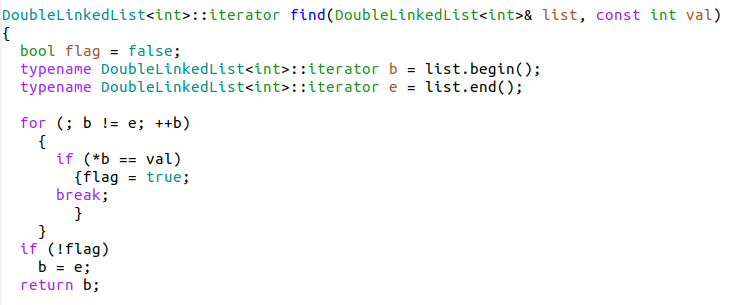 DoubleLinkedList<int>::iterator find(DoubleLinkedList<int>& list, const int val)
{
  bool flag = false;
  typename DoubleLinkedList<int>::iterator b = list.begin();
  typename DoubleLinkedList<int>::iterator e = list.end();

  for (; b != e; ++b)
    {
      if (*b == val)
        {flag = true;
      break;
        }
    }
  if (!flag)
    b = e;
  return b;